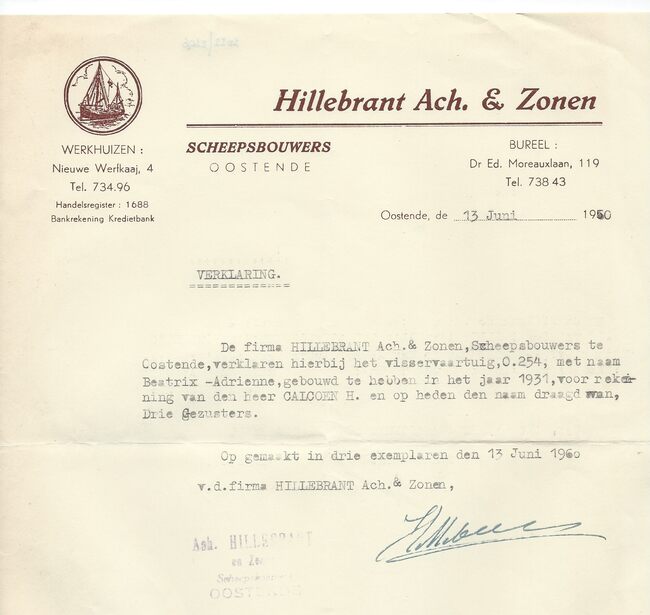 Hillebrant Ach. & Zonen
SCHEEPSBOUWERS
OOSTENDE
WERKHUIZEN :
Nieuwe Werfkaaj, 4
Tel. 734.96
Handelsregister : 1688
Bankrekening Kredietbank
BUREEL :
Dr Ed. Moreauxlaan, 119
Tel. 738 43
Oostende, de 13 Juni 1960
VERKLARING.
De firma HILLEBRANT Ach.& Zonen,Scheepsbouwers te
Oostende,verklaren hierbij het visservaartuig,O.254, met naam
Beatrix -Adrienne,gebouwd te hebben in het jaar 1931,voor reke-
ning van den heer CALCOEN H. en op heden den naam draagd van,
Drie Gezusters.
Op gemaakt in drie exemplaren den 13 Juni 1960
v.d.firma HILLEBRANT Ach.& Zonen,
Ach. HILLEBRANT
en
OOSTENDE